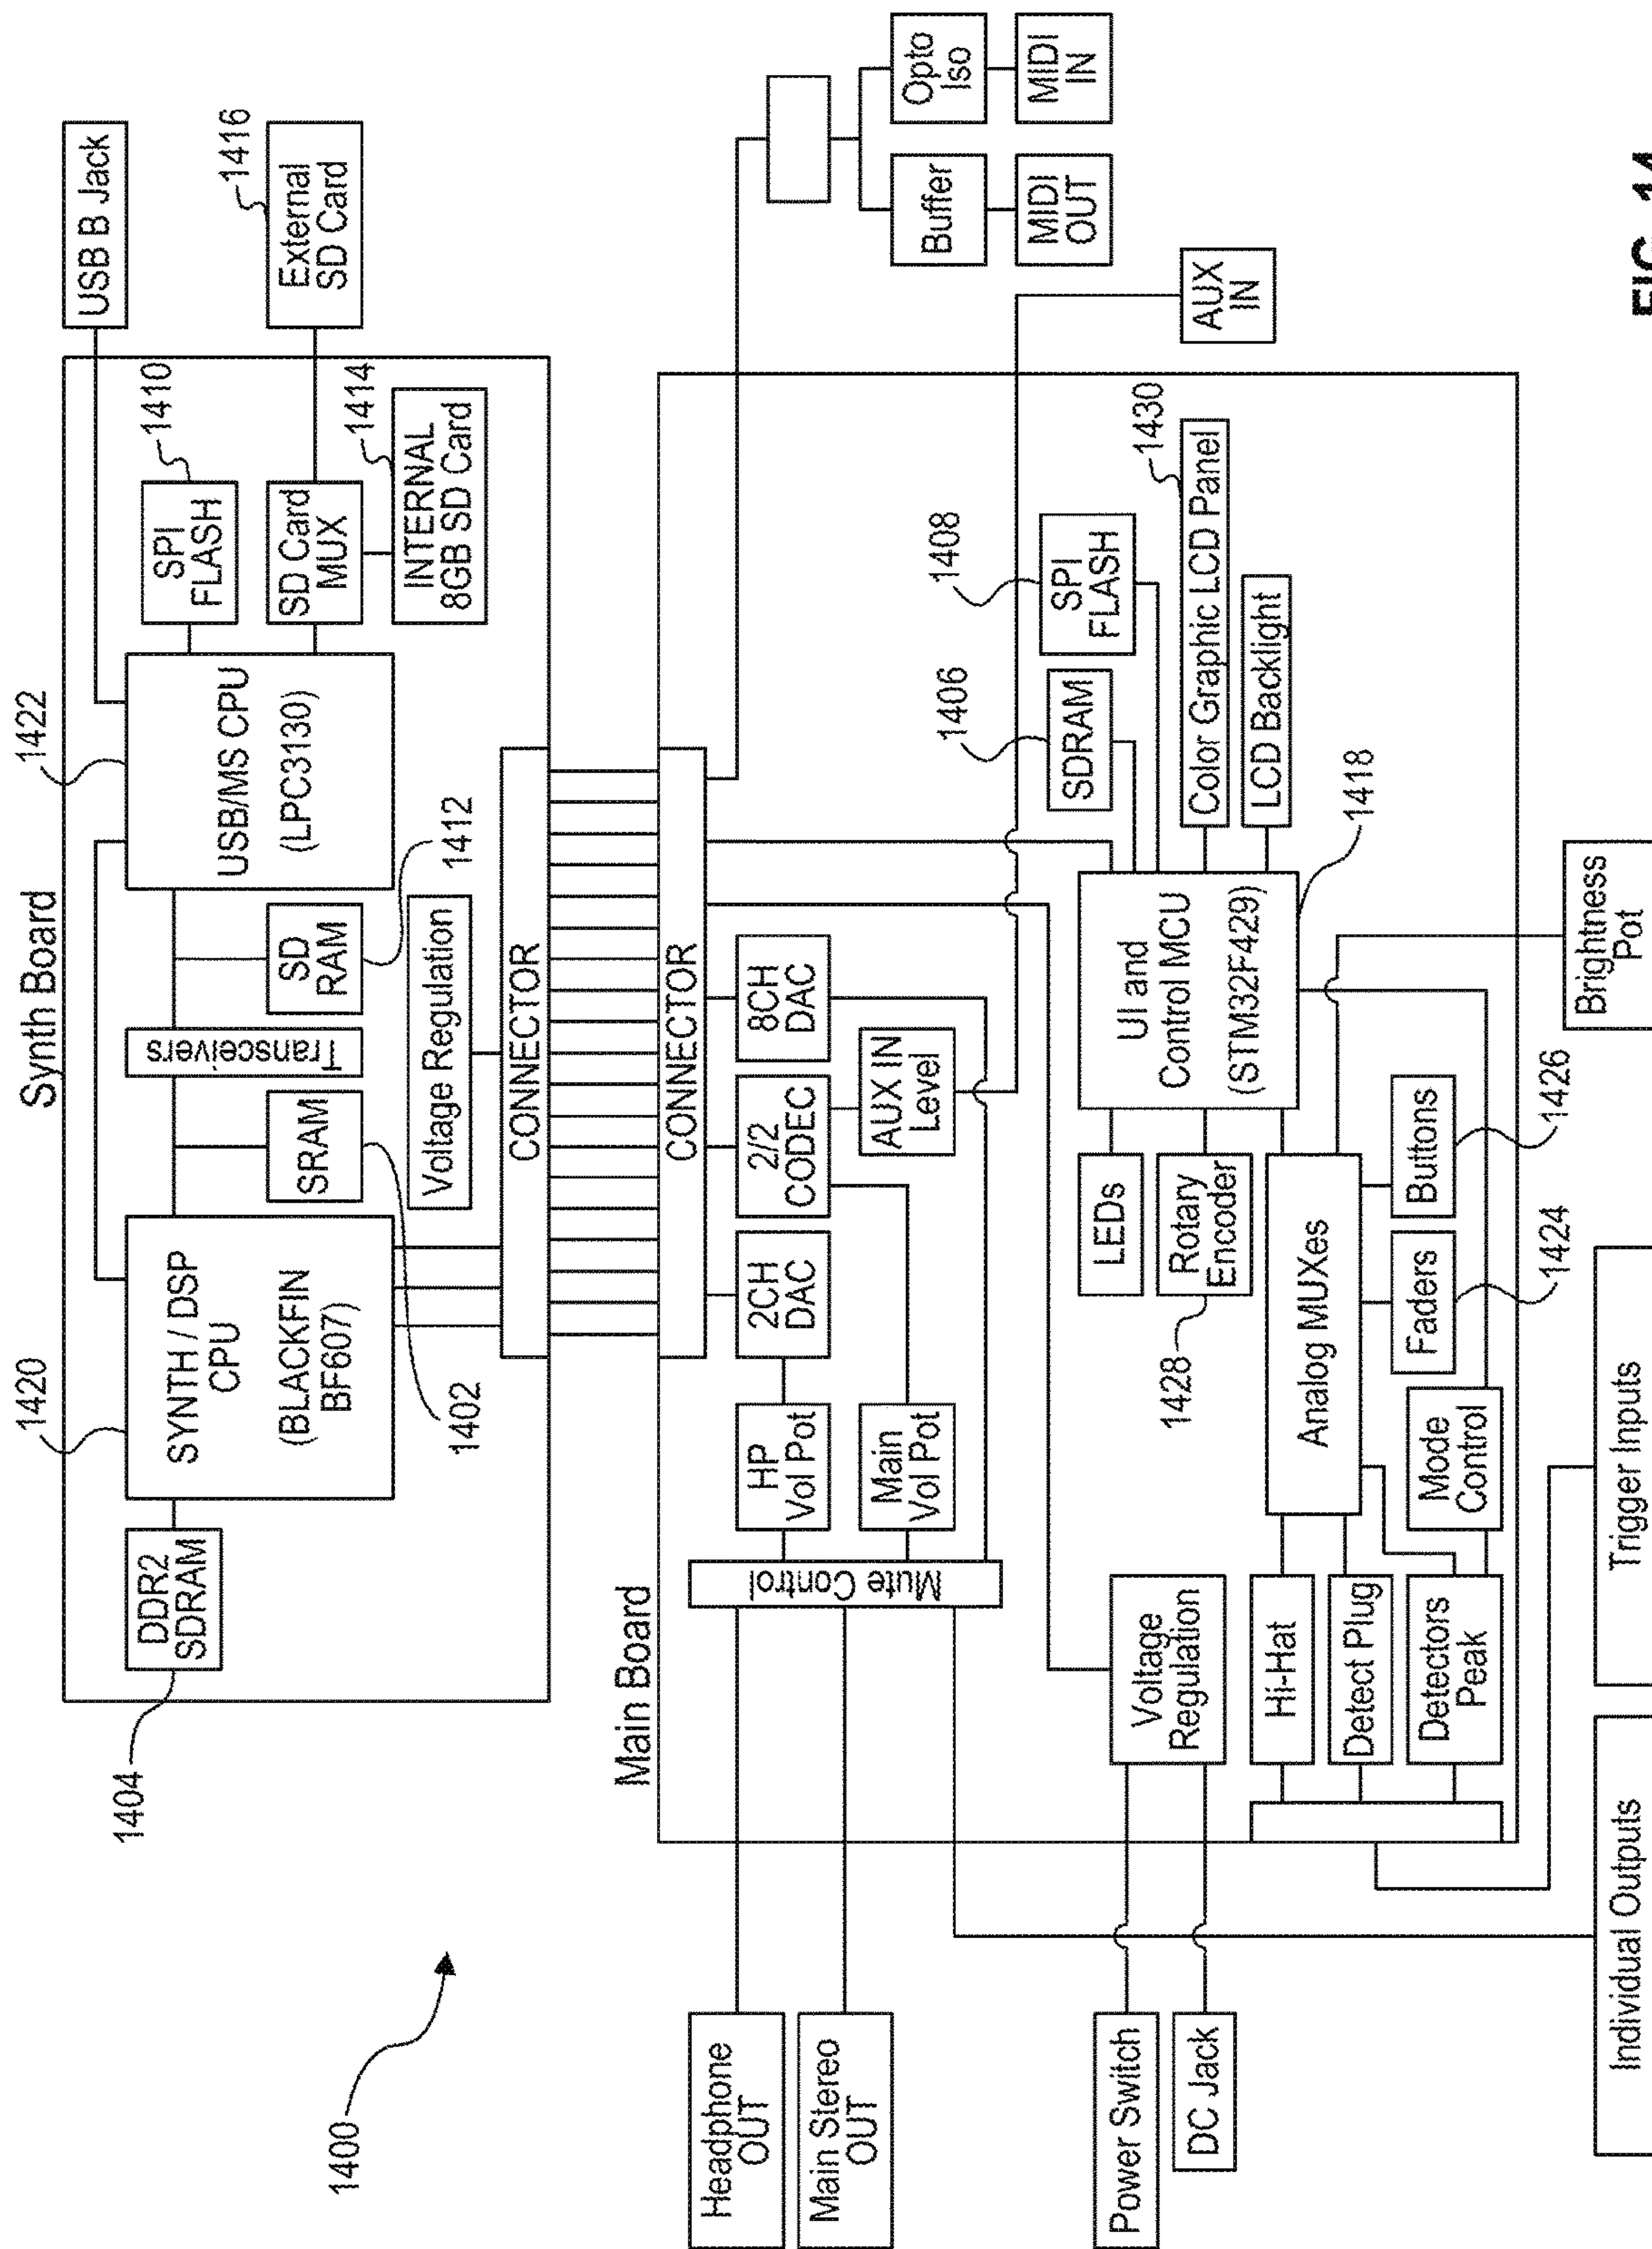 1400
Synth Board
1404
DDR2
SDRAM
1420
SYNTH / DSP
CPU
(BLACKFIN
BF607)
1402
SRAM
Transceivers
SD
RAM
1412
1422
USB/MS CPU
(LPC3130)
SPI
FLASH
1410
SD Card
MUX
INTERNAL
8GB SD Card
1414
USB B Jack
External
SD Card
1416
Voltage Regulation
CONNECTOR
Main Board
CONNECTOR
Headphone
OUT
Main Stereo
OUT
Mute Control
HP
Vol Pot
Main
Vol Pot
2CH
DAC
2/2
CODEC
8CH
DAC
AUX IN
Level
Buffer
Opto
Iso
MIDI
OUT
MIDI
IN
AUX
IN
Power Switch
DC Jack
Voltage
Regulation
Hi-Hat
Detect Plug
Detectors
Peak
Mode
Control
Analog MUXes
Faders
1424
Buttons
1426
LEDs
Rotary
Encoder
1428
UI and
Control MCU
(STM32F429)
1418
SDRAM
1406
SPI
FLASH
1408
Color Graphic LCD Panel
1430
LCD Backlight
Individual Outputs
Trigger Inputs
Brightness
Pot
FIG. 14